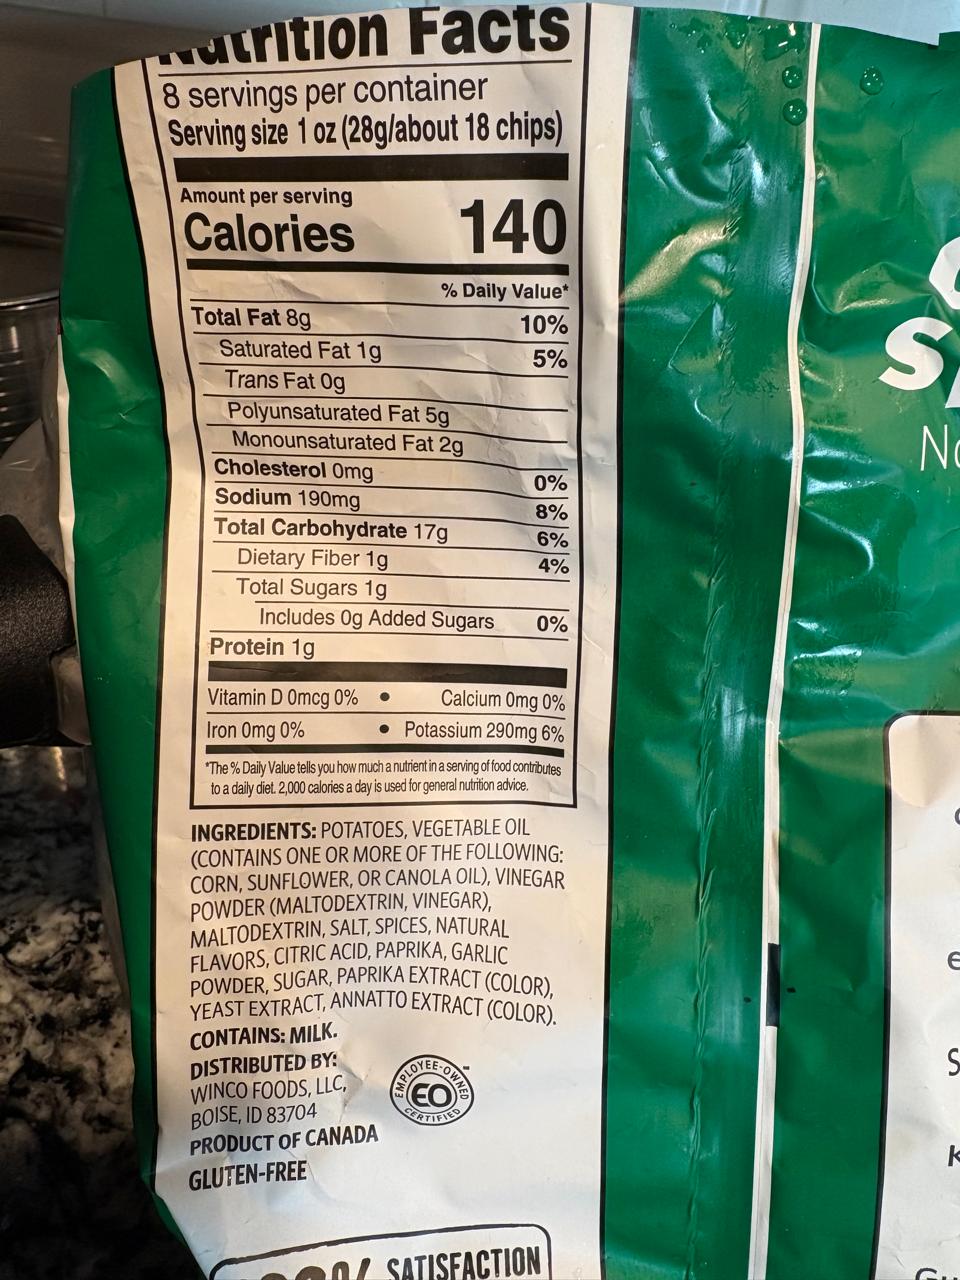 Nutrition Facts
8 servings per container
Serving size 1 oz (28g/about 18 chips)
Amount per serving
Calories 140
% Daily Value*
Total Fat 8g 10%
Saturated Fat 1g 5%
Trans Fat 0g
Polyunsaturated Fat 5g
Monounsaturated Fat 2g
Cholesterol 0mg 0%
Sodium 190mg 8%
Total Carbohydrate 17g 6%
Dietary Fiber 1g 4%
Total Sugars 1g
Includes 0g Added Sugars 0%
Protein 1g
Vitamin D 0mcg 0% • Calcium 0mg 0%
Iron 0mg 0% • Potassium 290mg 6%
*The % Daily Value tells you how much a nutrient in a serving of food contributes
to a daily diet. 2,000 calories a day is used for general nutrition advice.
INGREDIENTS: POTATOES, VEGETABLE OIL
(CONTAINS ONE OR MORE OF THE FOLLOWING:
CORN, SUNFLOWER, OR CANOLA OIL), VINEGAR
POWDER (MALTODEXTRIN, VINEGAR),
MALTODEXTRIN, SALT, SPICES, NATURAL
FLAVORS, CITRIC ACID, PAPRIKA, GARLIC
POWDER, SUGAR, PAPRIKA EXTRACT (COLOR),
YEAST EXTRACT, ANNATTO EXTRACT (COLOR).
CONTAINS: MILK.
DISTRIBUTED BY:
WINCO FOODS, LLC,
BOISE, ID 83704
PRODUCT OF CANADA
GLUTEN-FREE
EMPLOYEE-OWNED
EO
CERTIFIED
SATISFACTION